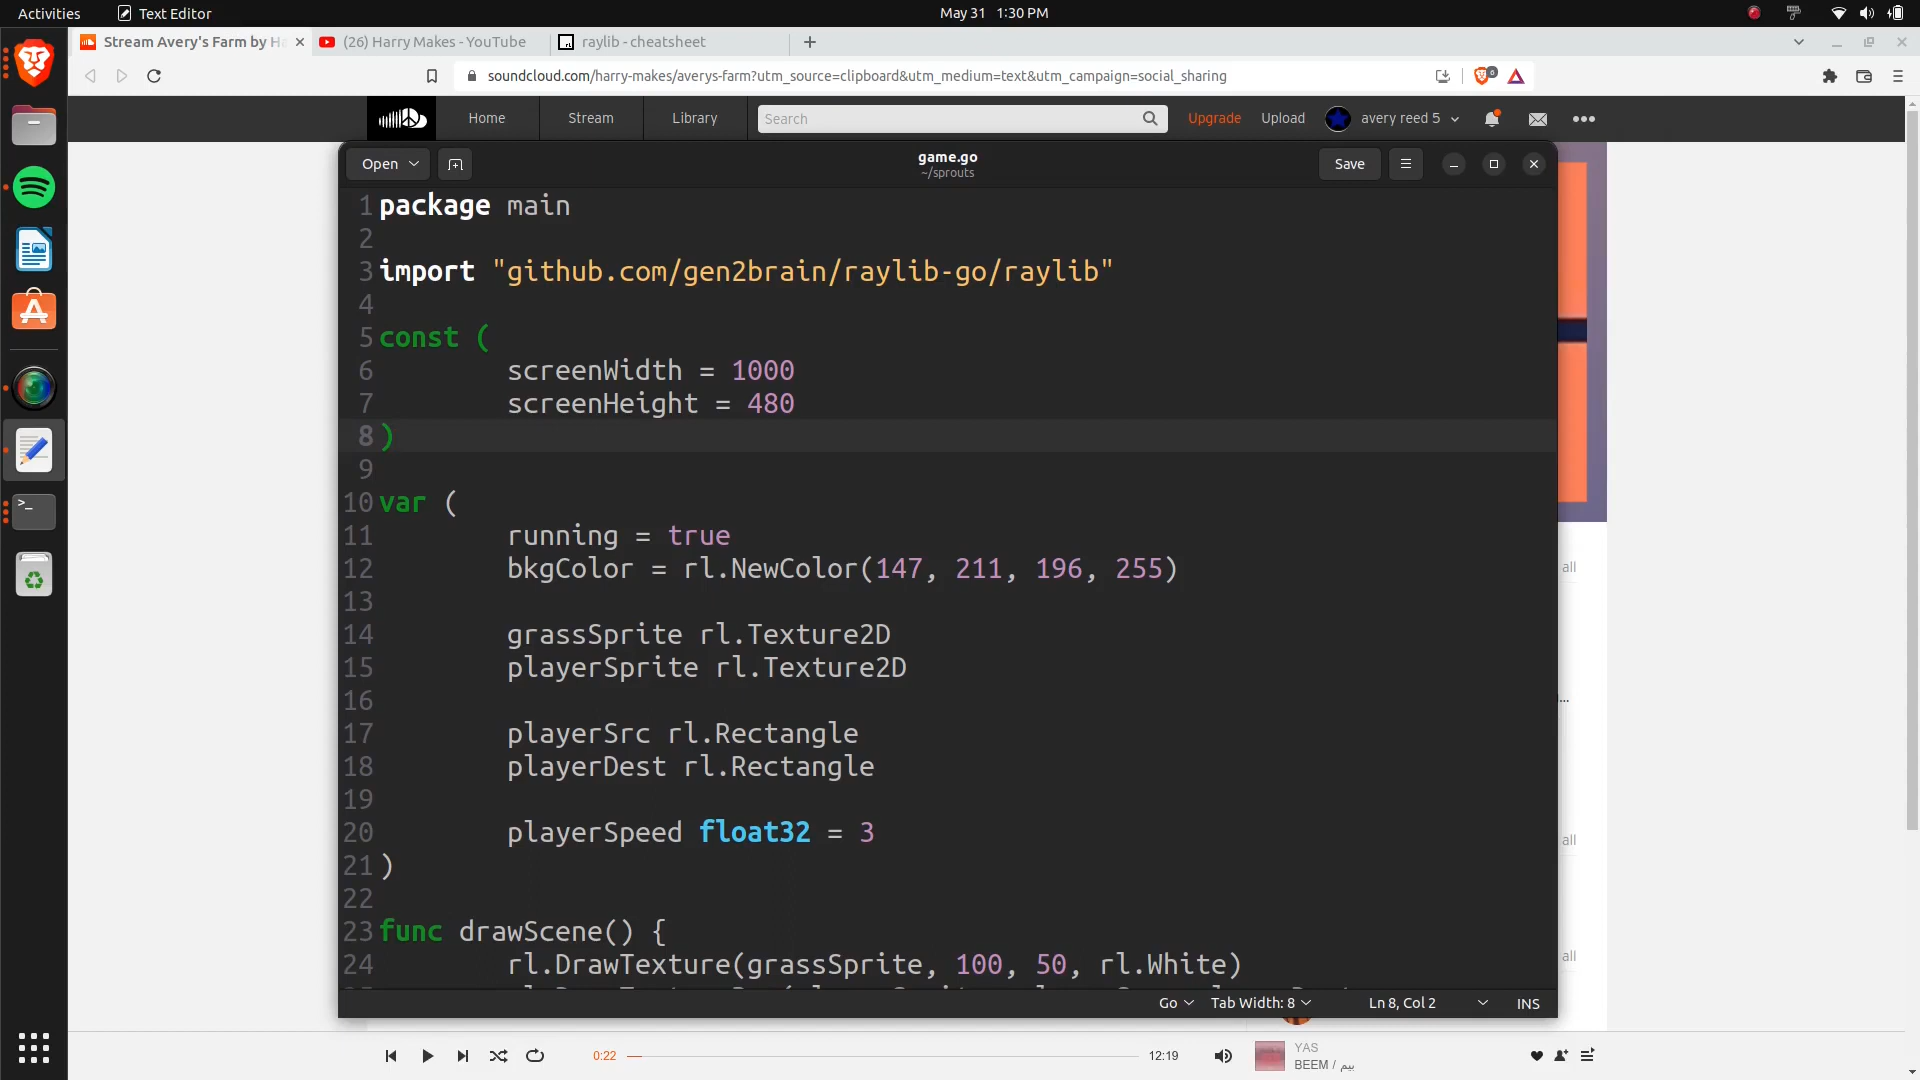 Activities
Text Editor
May 31 1:30 PM
Stream Avery's Farm by Ha
(26) Harry Makes - YouTube
raylib - cheatsheet
soundcloud.com/harry-makes/averys-farm?utm_source=clipboard&utm_medium=text&utm_campaign=social_sharing
6
Home
Stream
Library
Search
Upgrade
Upload
avery reed 5
Open
game.go
~/sprouts
Save
1 package main
2
3 import "github.com/gen2brain/raylib-go/raylib"
4
5 const (
6 screenWidth = 1000
7 screenHeight = 480
8 )
9
10 var (
11 running = true
12 bkgColor = rl.NewColor(147, 211, 196, 255)
13
14 grassSprite rl.Texture2D
15 playerSprite rl.Texture2D
16
17 playerSrc rl.Rectangle
18 playerDest rl.Rectangle
19
20 playerSpeed float32 = 3
21 )
22
23 func drawScene() {
24 rl.DrawTexture(grassSprite, 100, 50, rl.White)
all
...
all
all
Go
Tab Width: 8
Ln 8, Col 2
INS
0:22
12:19
YAS
BEEM / بيم